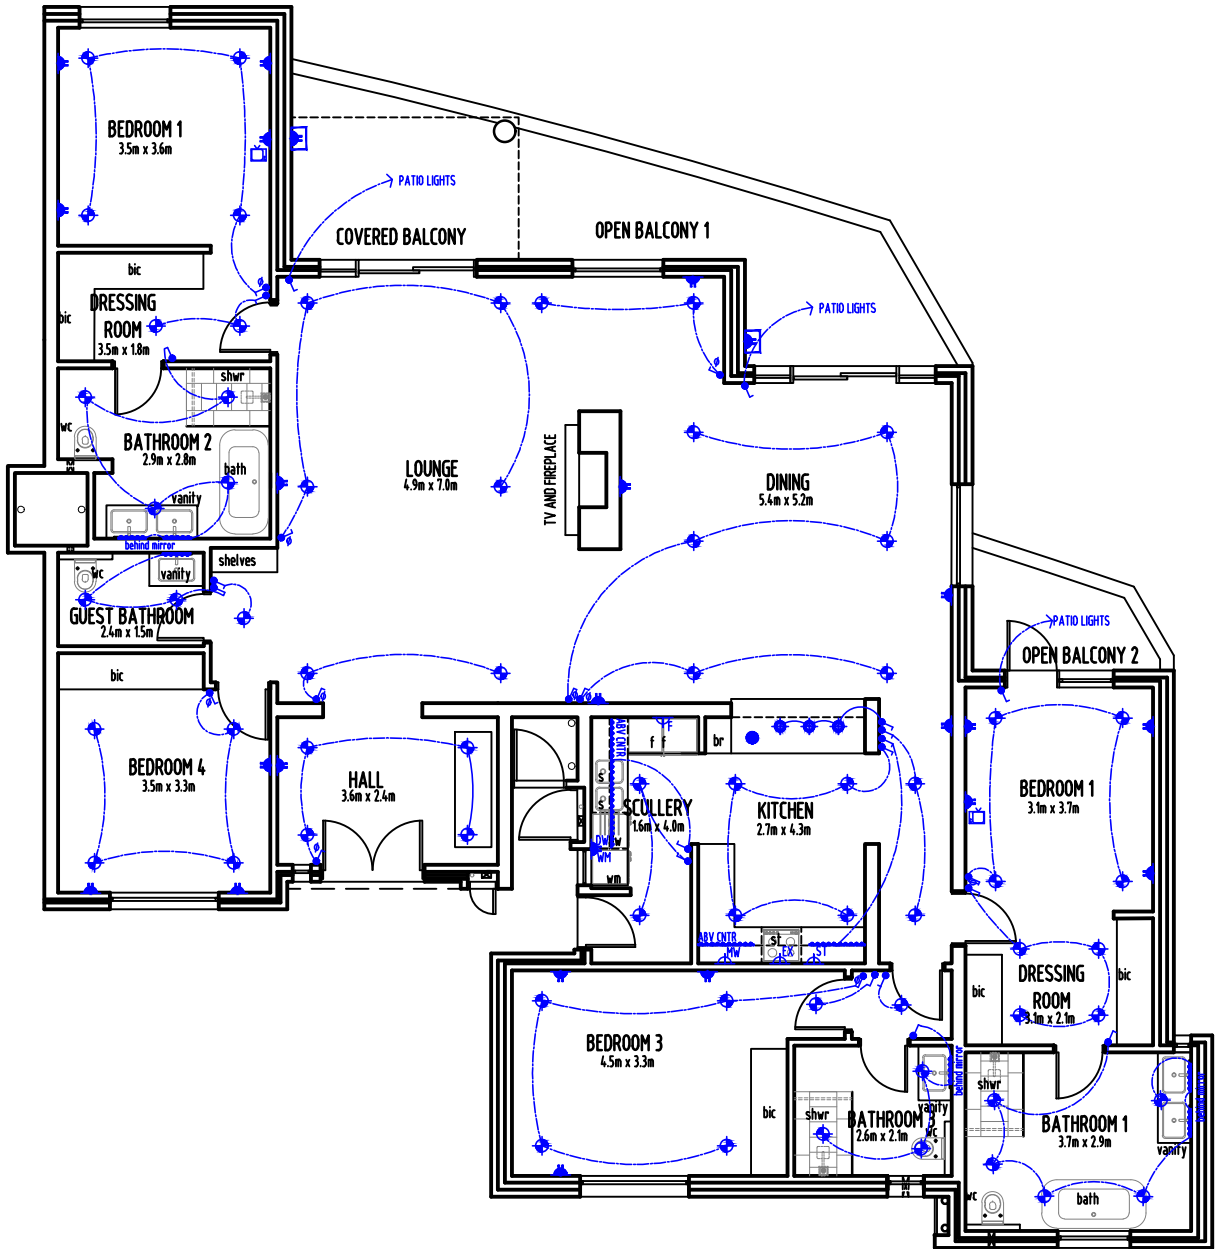 BEDROOM 1
3.5m x 3.6m
PATIO LIGHTS
COVERED BALCONY
OPEN BALCONY 1
bic
DRESSING
ROOM
3.5m x 1.8m
bic
PATIO LIGHTS
shwr
wc
BATHROOM 2
2.9m x 2.8m
bath
vanity
behind mirror
LOUNGE
4.9m x 7.0m
TV AND FIREPLACE
DINING
5.4m x 5.2m
shelves
wc
vanity
GUEST BATHROOM
2.4m x 1.5m
PATIO LIGHTS
OPEN BALCONY 2
bic
BEDROOM 4
3.5m x 3.3m
HALL
3.6m x 2.4m
ABV CNTR
F
f f
br
S
S
SCULLERY
1.6m x 4.0m
DW
WM
wm
KITCHEN
2.7m x 4.3m
BEDROOM 1
3.1m x 3.7m
ABV CNTR
MW
st
EX
ST
DRESSING
ROOM
3.1m x 2.1m
bic
bic
BEDROOM 3
4.5m x 3.3m
bic
behind mirror
shwr
BATHROOM 3
2.6m x 2.1m
vanity
wc
shwr
BATHROOM 1
3.7m x 2.9m
behind mirror
vanity
wc
bath